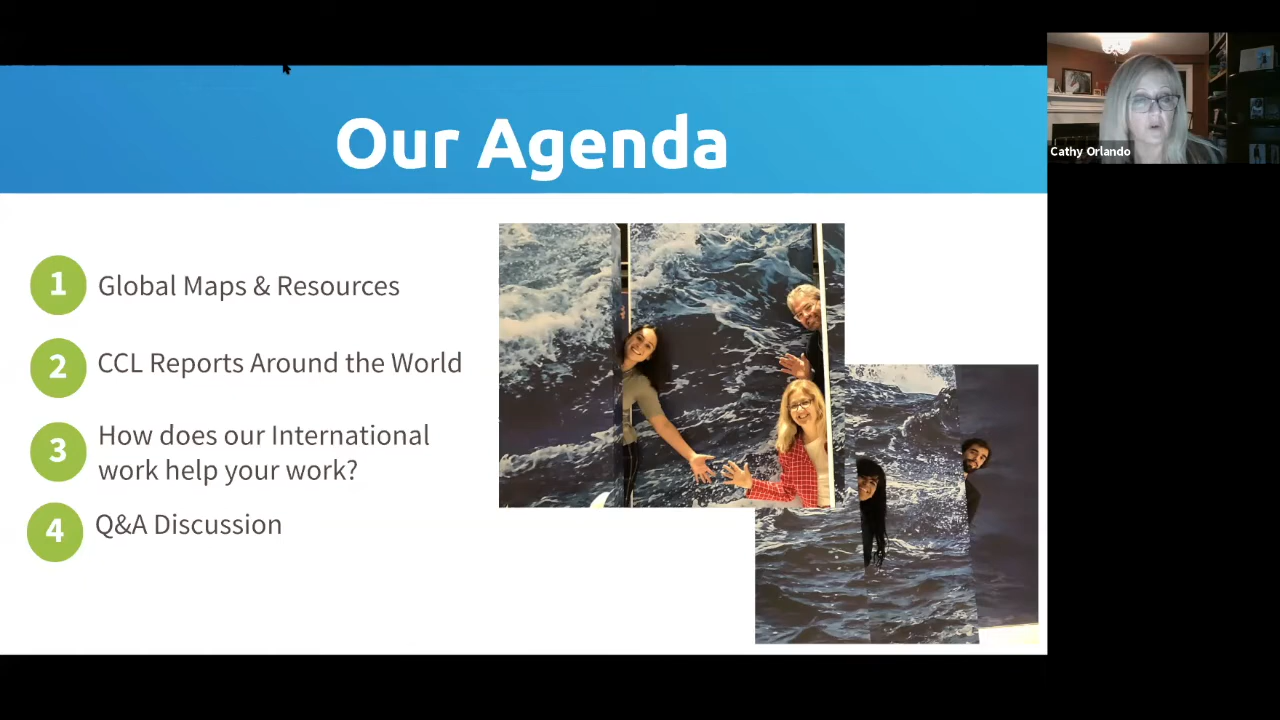 Our Agenda
1 Global Maps & Resources
2 CCL Reports Around the World
3 How does our International
work help your work?
4 Q&A Discussion
Cathy Orlando